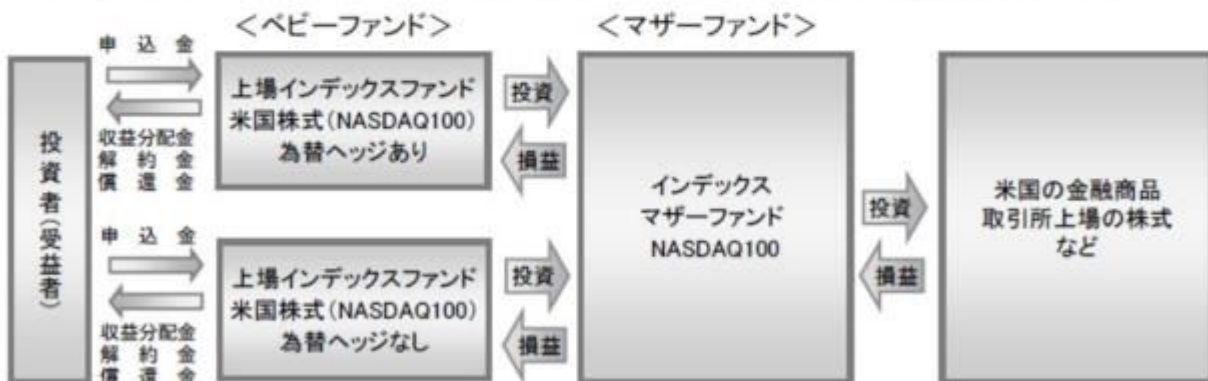 ＜ベビーファンド＞
＜マザーファンド＞
投資者(受益者)
申込金
収益分配金
解約金
償還金
上場インデックスファンド
米国株式(NASDAQ100)
為替ヘッジあり
投資
損益
申込金
収益分配金
解約金
償還金
上場インデックスファンド
米国株式(NASDAQ100)
為替ヘッジなし
投資
損益
インデックス
マザーファンド
NASDAQ100
投資
損益
米国の金融商品
取引所上場の株式
など